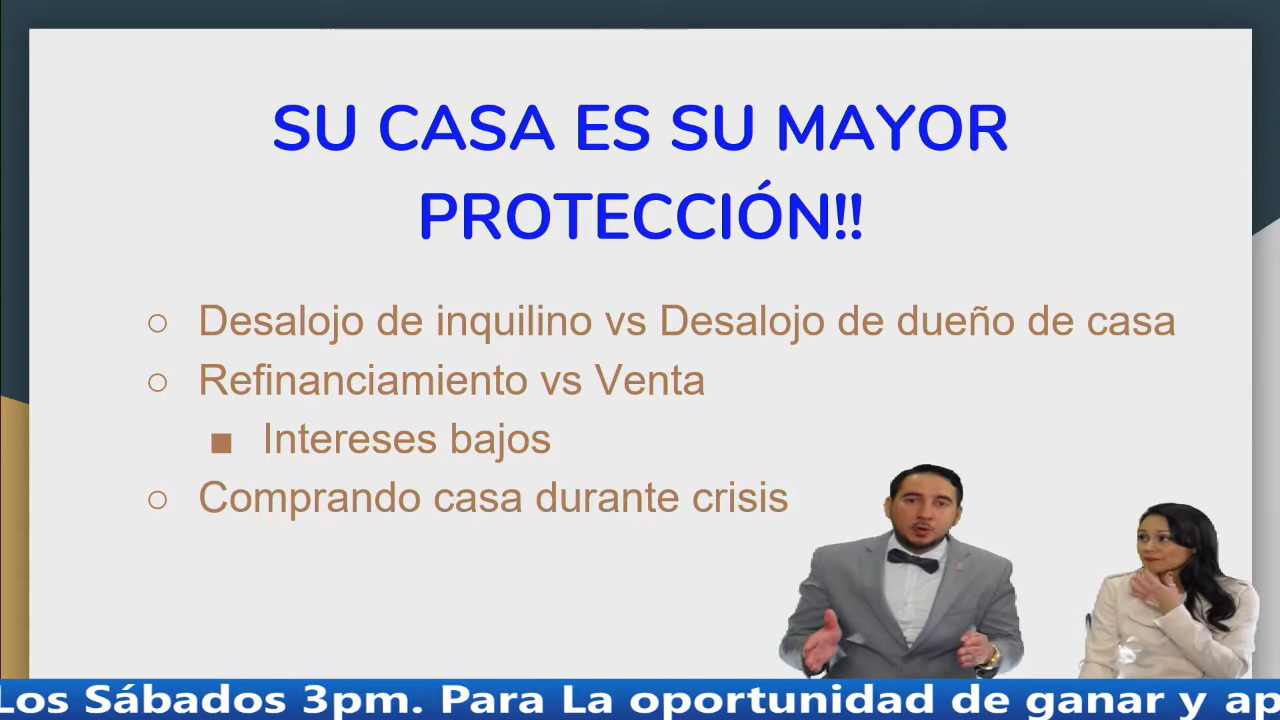 SU CASA ES SU MAYOR
PROTECCIÓN!!
Desalojo de inquilino vs Desalojo de dueño de casa
Refinanciamiento vs Venta
Intereses bajos
Comprando casa durante crisis
Los Sábados 3pm. Para La oportunidad de ganar y ap